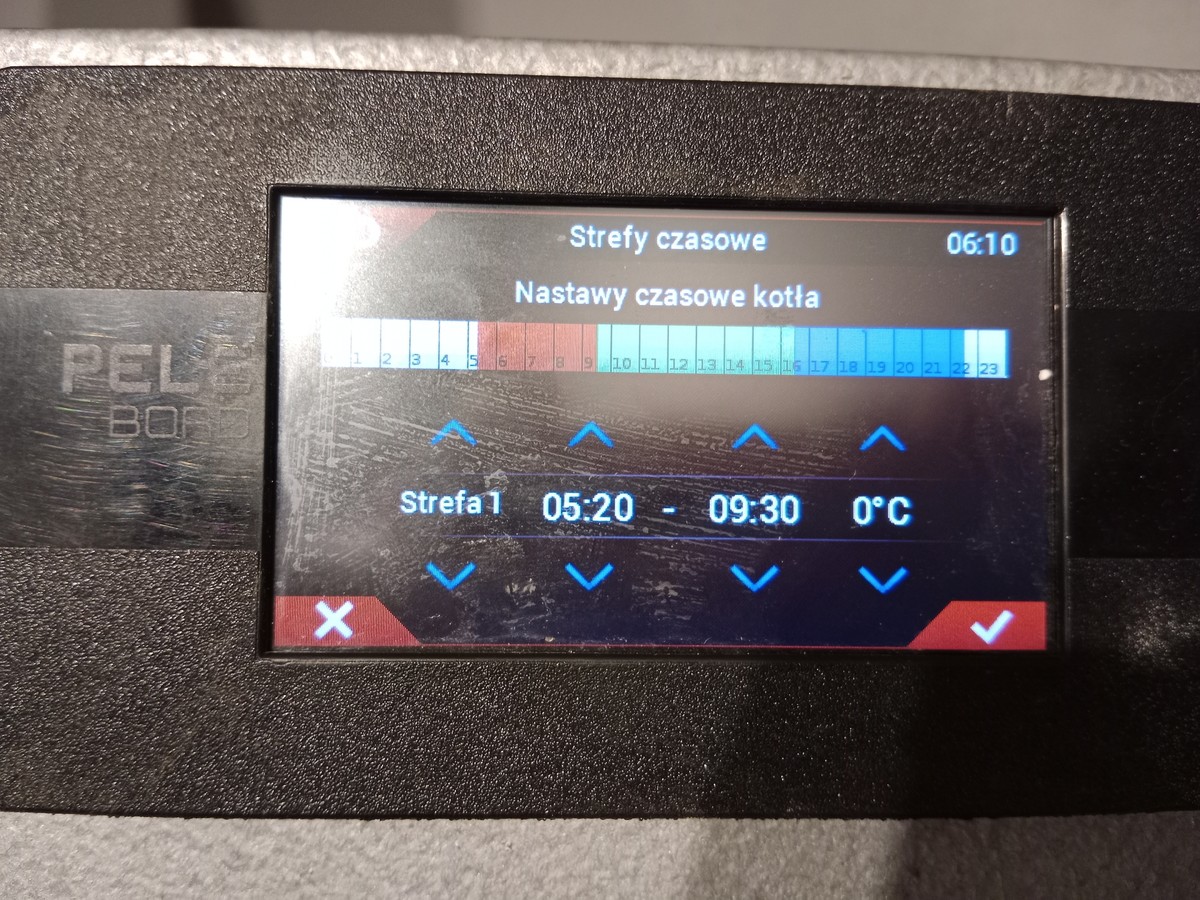 Strefy czasowe 06:10
Nastawy czasowe kotła
1 2 3 4 5 6 7 8 9 10 11 12 13 14 15 16 17 18 19 20 21 22 23
Strefa 1 05:20 - 09:30 0°C